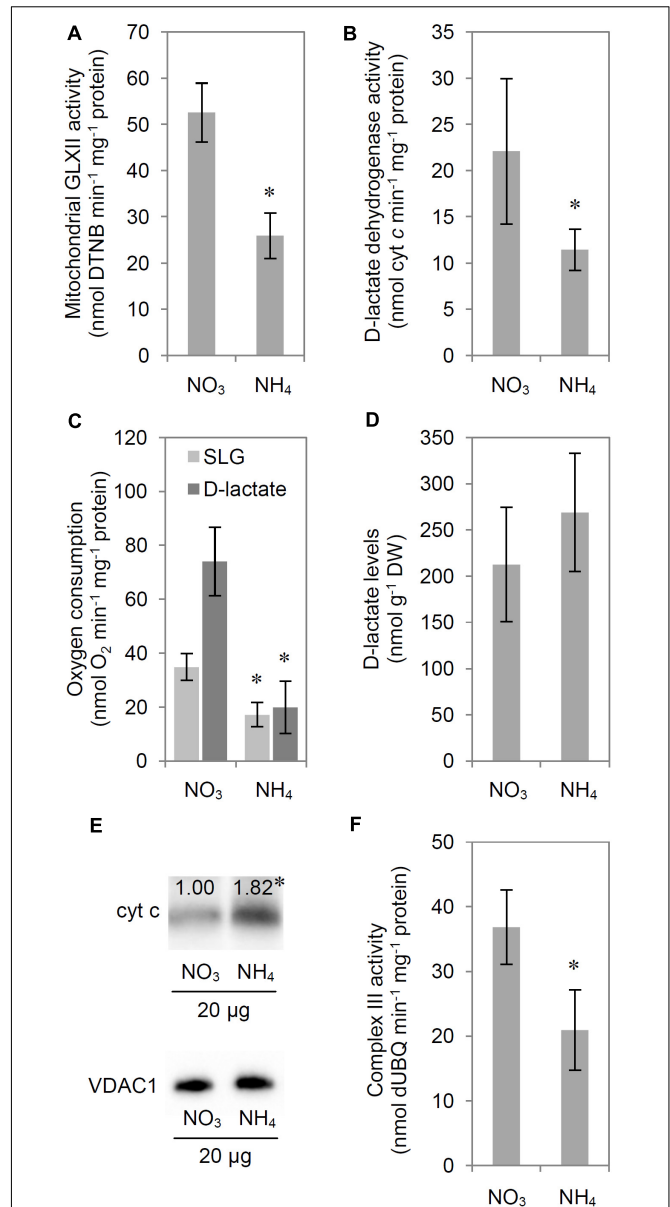 A
Mitochondrial GLXII activity
(nmol DTNB min⁻¹ mg⁻¹ protein)
70
60
50
40
30
20
10
0
*
NO₃
NH₄
B
D-lactate dehydrogenase activity
(nmol cyt c min⁻¹ mg⁻¹ protein)
35
30
25
20
15
10
5
0
*
NO₃
NH₄
C
Oxygen consumption
(nmol O₂ min⁻¹ mg⁻¹ protein)
120
100
80
60
40
20
0
SLG
D-lactate
* *
NO₃
NH₄
D
D-lactate levels
(nmol g⁻¹ DW)
350
300
250
200
150
100
50
0
NO₃
NH₄
E
1.00 1.82*
cyt c
NO₃ NH₄
20 µg
VDAC1
NO₃ NH₄
20 µg
F
Complex III activity
(nmol dUBQ min⁻¹ mg⁻¹ protein)
50
40
30
20
10
0
*
NO₃
NH₄